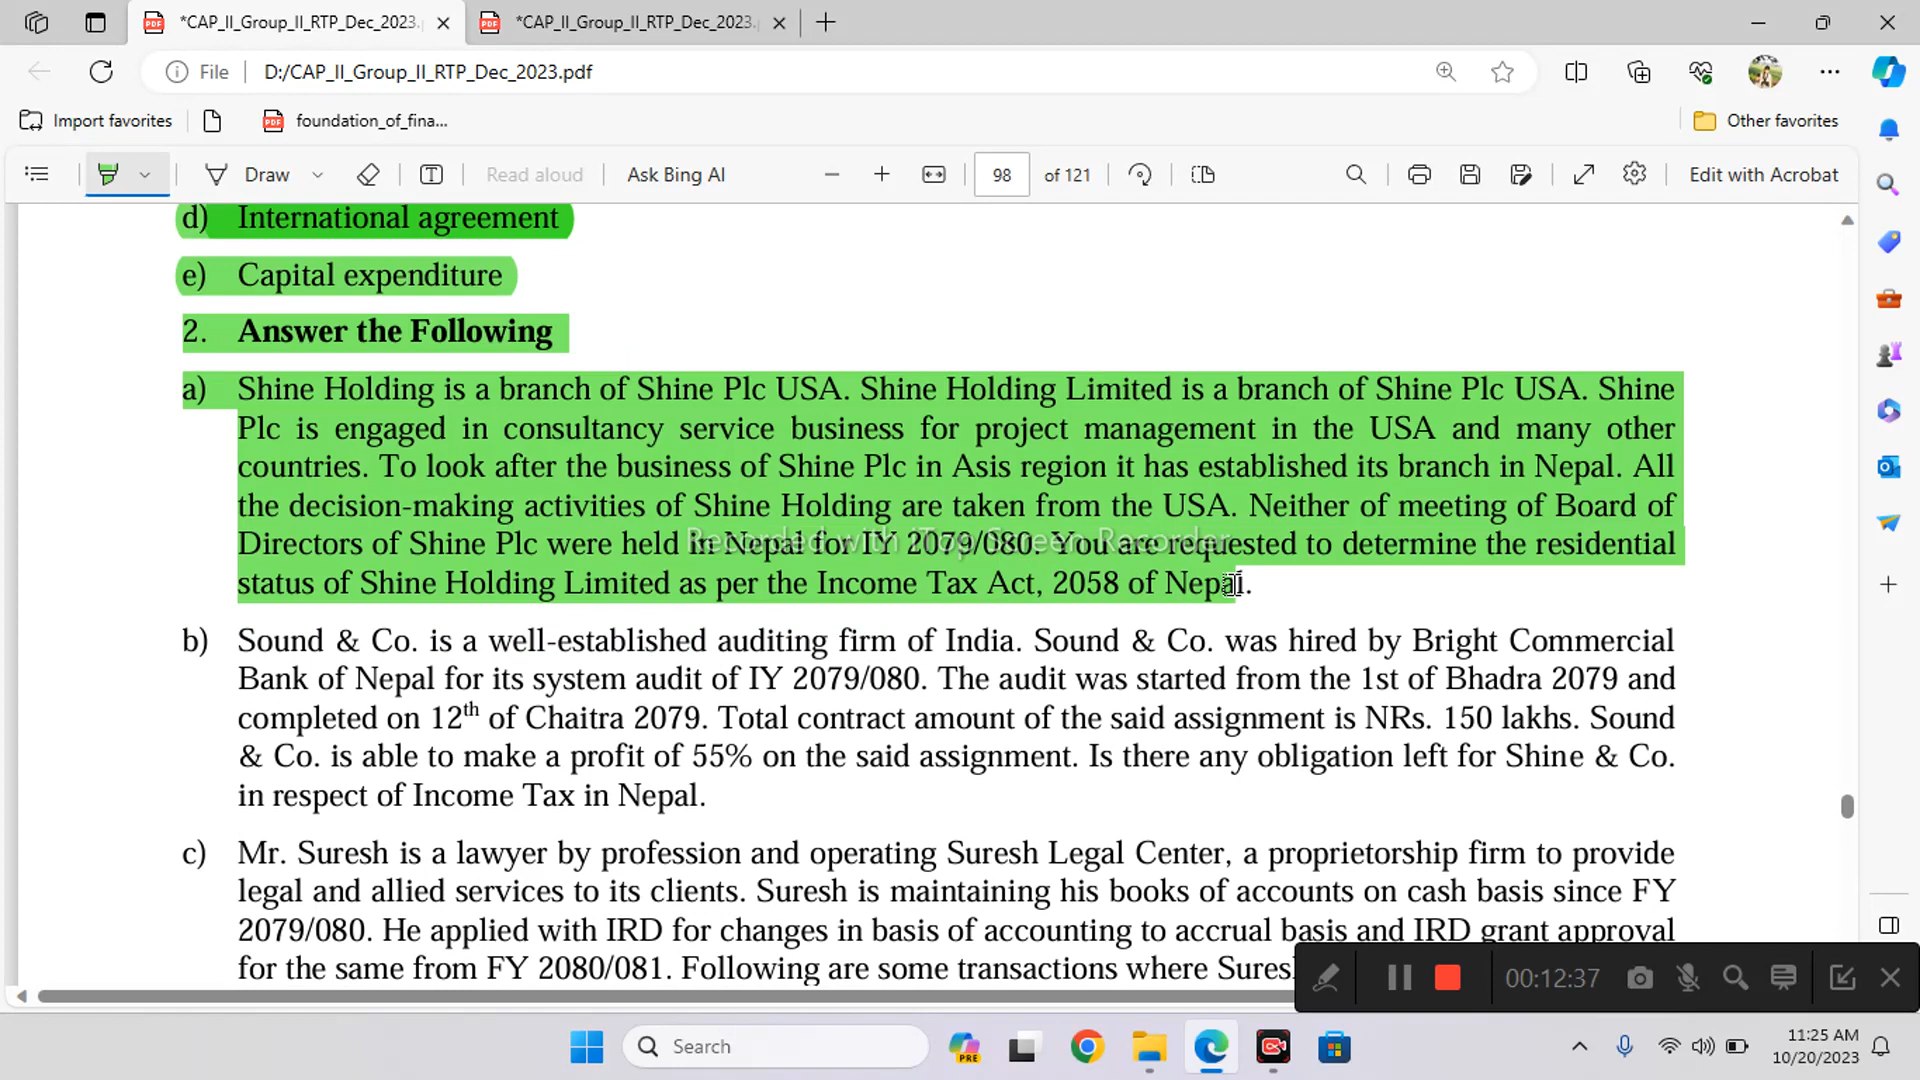 *CAP_II_Group_II_RTP_Dec_2023.
*CAP_II_Group_II_RTP_Dec_2023.
File
D:/CAP_II_Group_II_RTP_Dec_2023.pdf
Import favorites
foundation_of_fina...
Other favorites
Draw
Read aloud
Ask Bing AI
98 of 121
Edit with Acrobat
d) International agreement
e) Capital expenditure
2. Answer the Following
a) Shine Holding is a branch of Shine Plc USA. Shine Holding Limited is a branch of Shine Plc USA. Shine
Plc is engaged in consultancy service business for project management in the USA and many other
countries. To look after the business of Shine Plc in Asis region it has established its branch in Nepal. All
the decision-making activities of Shine Holding are taken from the USA. Neither of meeting of Board of
Directors of Shine Plc were held in Nepal for IY 2079/080. You are requested to determine the residential
Recorded with iTop Screen Recorder
status of Shine Holding Limited as per the Income Tax Act, 2058 of Nepal.
b) Sound & Co. is a well-established auditing firm of India. Sound & Co. was hired by Bright Commercial
Bank of Nepal for its system audit of IY 2079/080. The audit was started from the 1st of Bhadra 2079 and
completed on 12th of Chaitra 2079. Total contract amount of the said assignment is NRs. 150 lakhs. Sound
& Co. is able to make a profit of 55% on the said assignment. Is there any obligation left for Shine & Co.
in respect of Income Tax in Nepal.
c) Mr. Suresh is a lawyer by profession and operating Suresh Legal Center, a proprietorship firm to provide
legal and allied services to its clients. Suresh is maintaining his books of accounts on cash basis since FY
2079/080. He applied with IRD for changes in basis of accounting to accrual basis and IRD grant approval
for the same from FY 2080/081. Following are some transactions where Suresh
00:12:37
Search
PRE
11:25 AM
10/20/2023